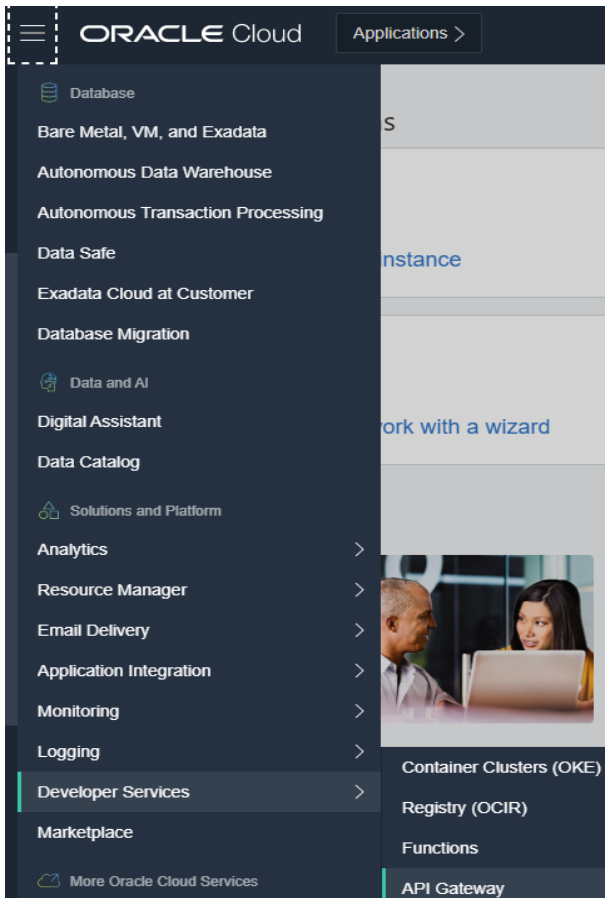 ORACLE Cloud
Applications >
Database
Bare Metal, VM, and Exadata
Autonomous Data Warehouse
Autonomous Transaction Processing
Data Safe
Exadata Cloud at Customer
Database Migration
Data and AI
Digital Assistant
Data Catalog
Solutions and Platform
Analytics >
Resource Manager >
Email Delivery >
Application Integration >
Monitoring >
Logging >
Developer Services >
Marketplace
More Oracle Cloud Services
s
instance
ork with a wizard
Container Clusters (OKE)
Registry (OCIR)
Functions
API Gateway